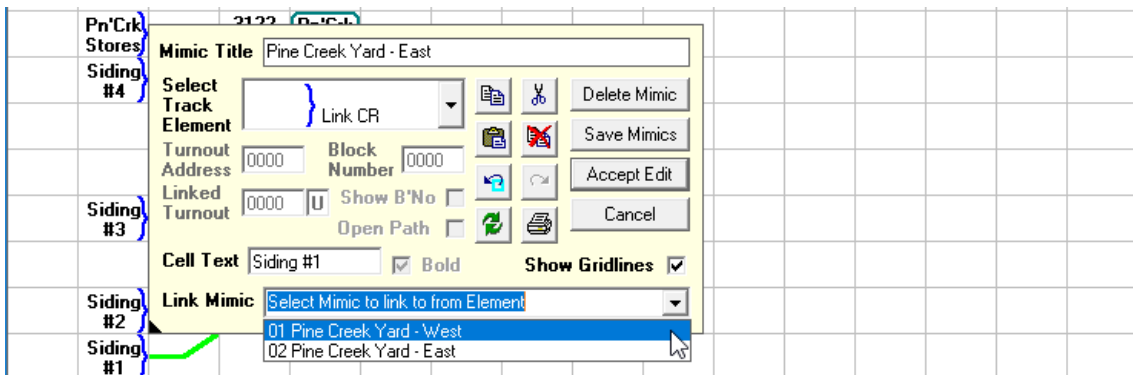 Pn'Crk
Stores
3122
Pn'Crk
Siding
#4
Siding
#3
Siding
#2
Siding
#1
Mimic Title
Pine Creek Yard - East
Select
Track
Element
Link CR
Delete Mimic
Turnout
Address
0000
Block
Number
0000
Save Mimics
Linked
Turnout
0000
U
Show B'No
Accept Edit
Open Path
Cancel
Cell Text
Siding #1
Bold
Show Gridlines
Link Mimic
Select Mimic to link to from Element
01 Pine Creek Yard - West
02 Pine Creek Yard - East